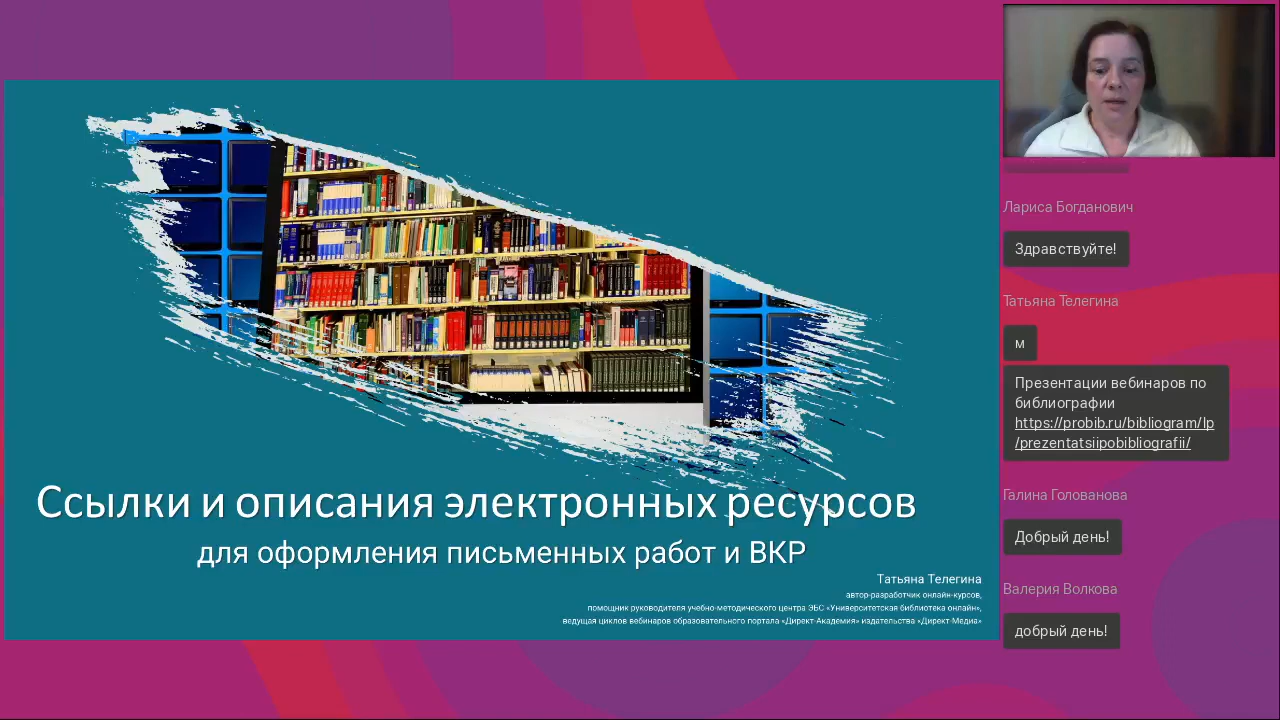 Ссылки и описания электронных ресурсов
для оформления письменных работ и ВКР
Татьяна Телегина
автор-разработчик онлайн-курсов,
помощник руководителя учебно-методического центра ЭБС «Университетская библиотека онлайн»,
ведущая циклов вебинаров образовательного портала «Директ-Академия» издательства «Директ-Медиа»
Лариса Богданович
Здравствуйте!
Татьяна Телегина
м
Презентации вебинаров по
библиографии
https://probib.ru/bibliogram/lp
/prezentatsiipobibliografii/
Галина Голованова
Добрый день!
Валерия Волкова
добрый день!